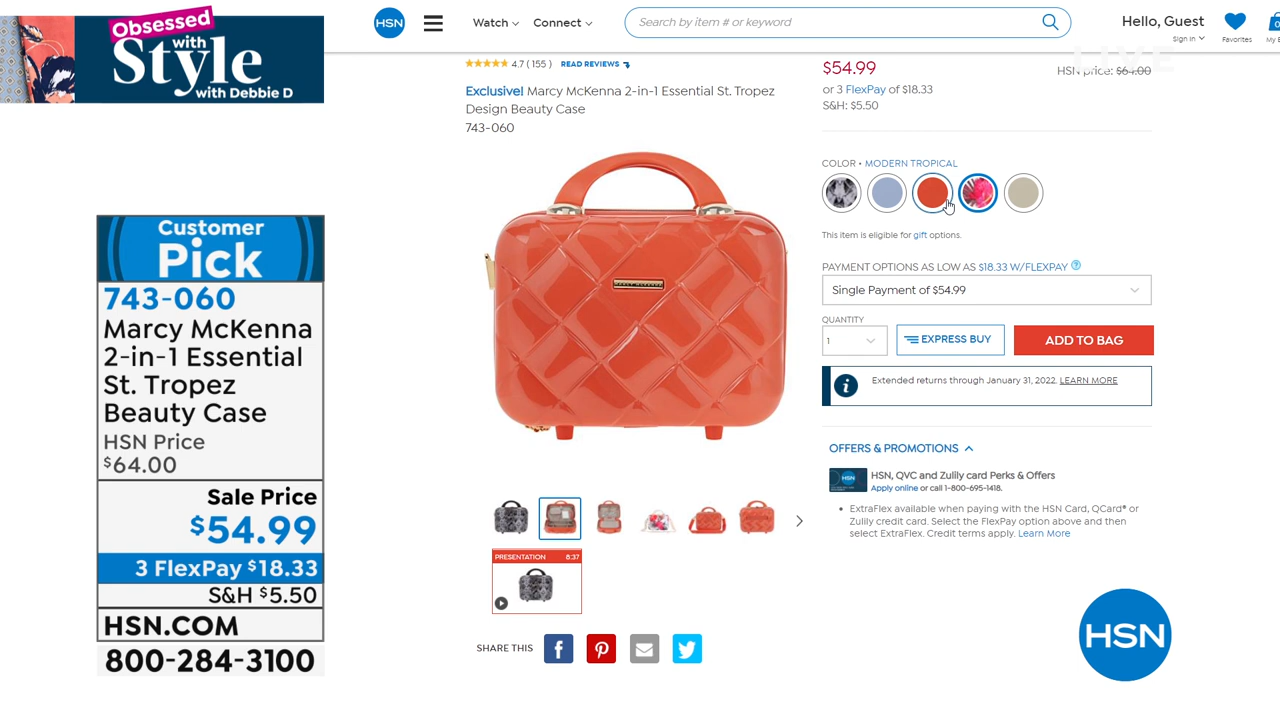 Obsessed
with
Style
with Debbie D
HSN
Watch
Connect
Search by item # or keyword
Hello, Guest
Sign In
Favorites
0
LIVE
4.7 ( 155 ) READ REVIEWS
Exclusive! Marcy McKenna 2-in-1 Essential St. Tropez
Design Beauty Case
743-060
$54.99
HSN price: $64.00
or 3 FlexPay of $18.33
S&H: $5.50
COLOR • MODERN TROPICAL
This item is eligible for gift options.
PAYMENT OPTIONS AS LOW AS $18.33 W/FLEXPAY ?
Single Payment of $54.99
QUANTITY
1
EXPRESS BUY
ADD TO BAG
i
Extended returns through January 31, 2022. LEARN MORE
OFFERS & PROMOTIONS
HSN, QVC and Zulily card Perks & Offers
Apply online or call 1-800-695-1418.
• ExtraFlex available when paying with the HSN Card, QCard® or
Zulily credit card. Select the FlexPay option above and then
select ExtraFlex. Credit terms apply. Learn More
MARCY MCKENNA
PRESENTATION 8:37
SHARE THIS
Customer
Pick
743-060
Marcy McKenna
2-in-1 Essential
St. Tropez
Beauty Case
HSN Price
$64.00
Sale Price
$54.99
3 FlexPay $18.33
S&H $5.50
HSN.COM
800-284-3100
HSN